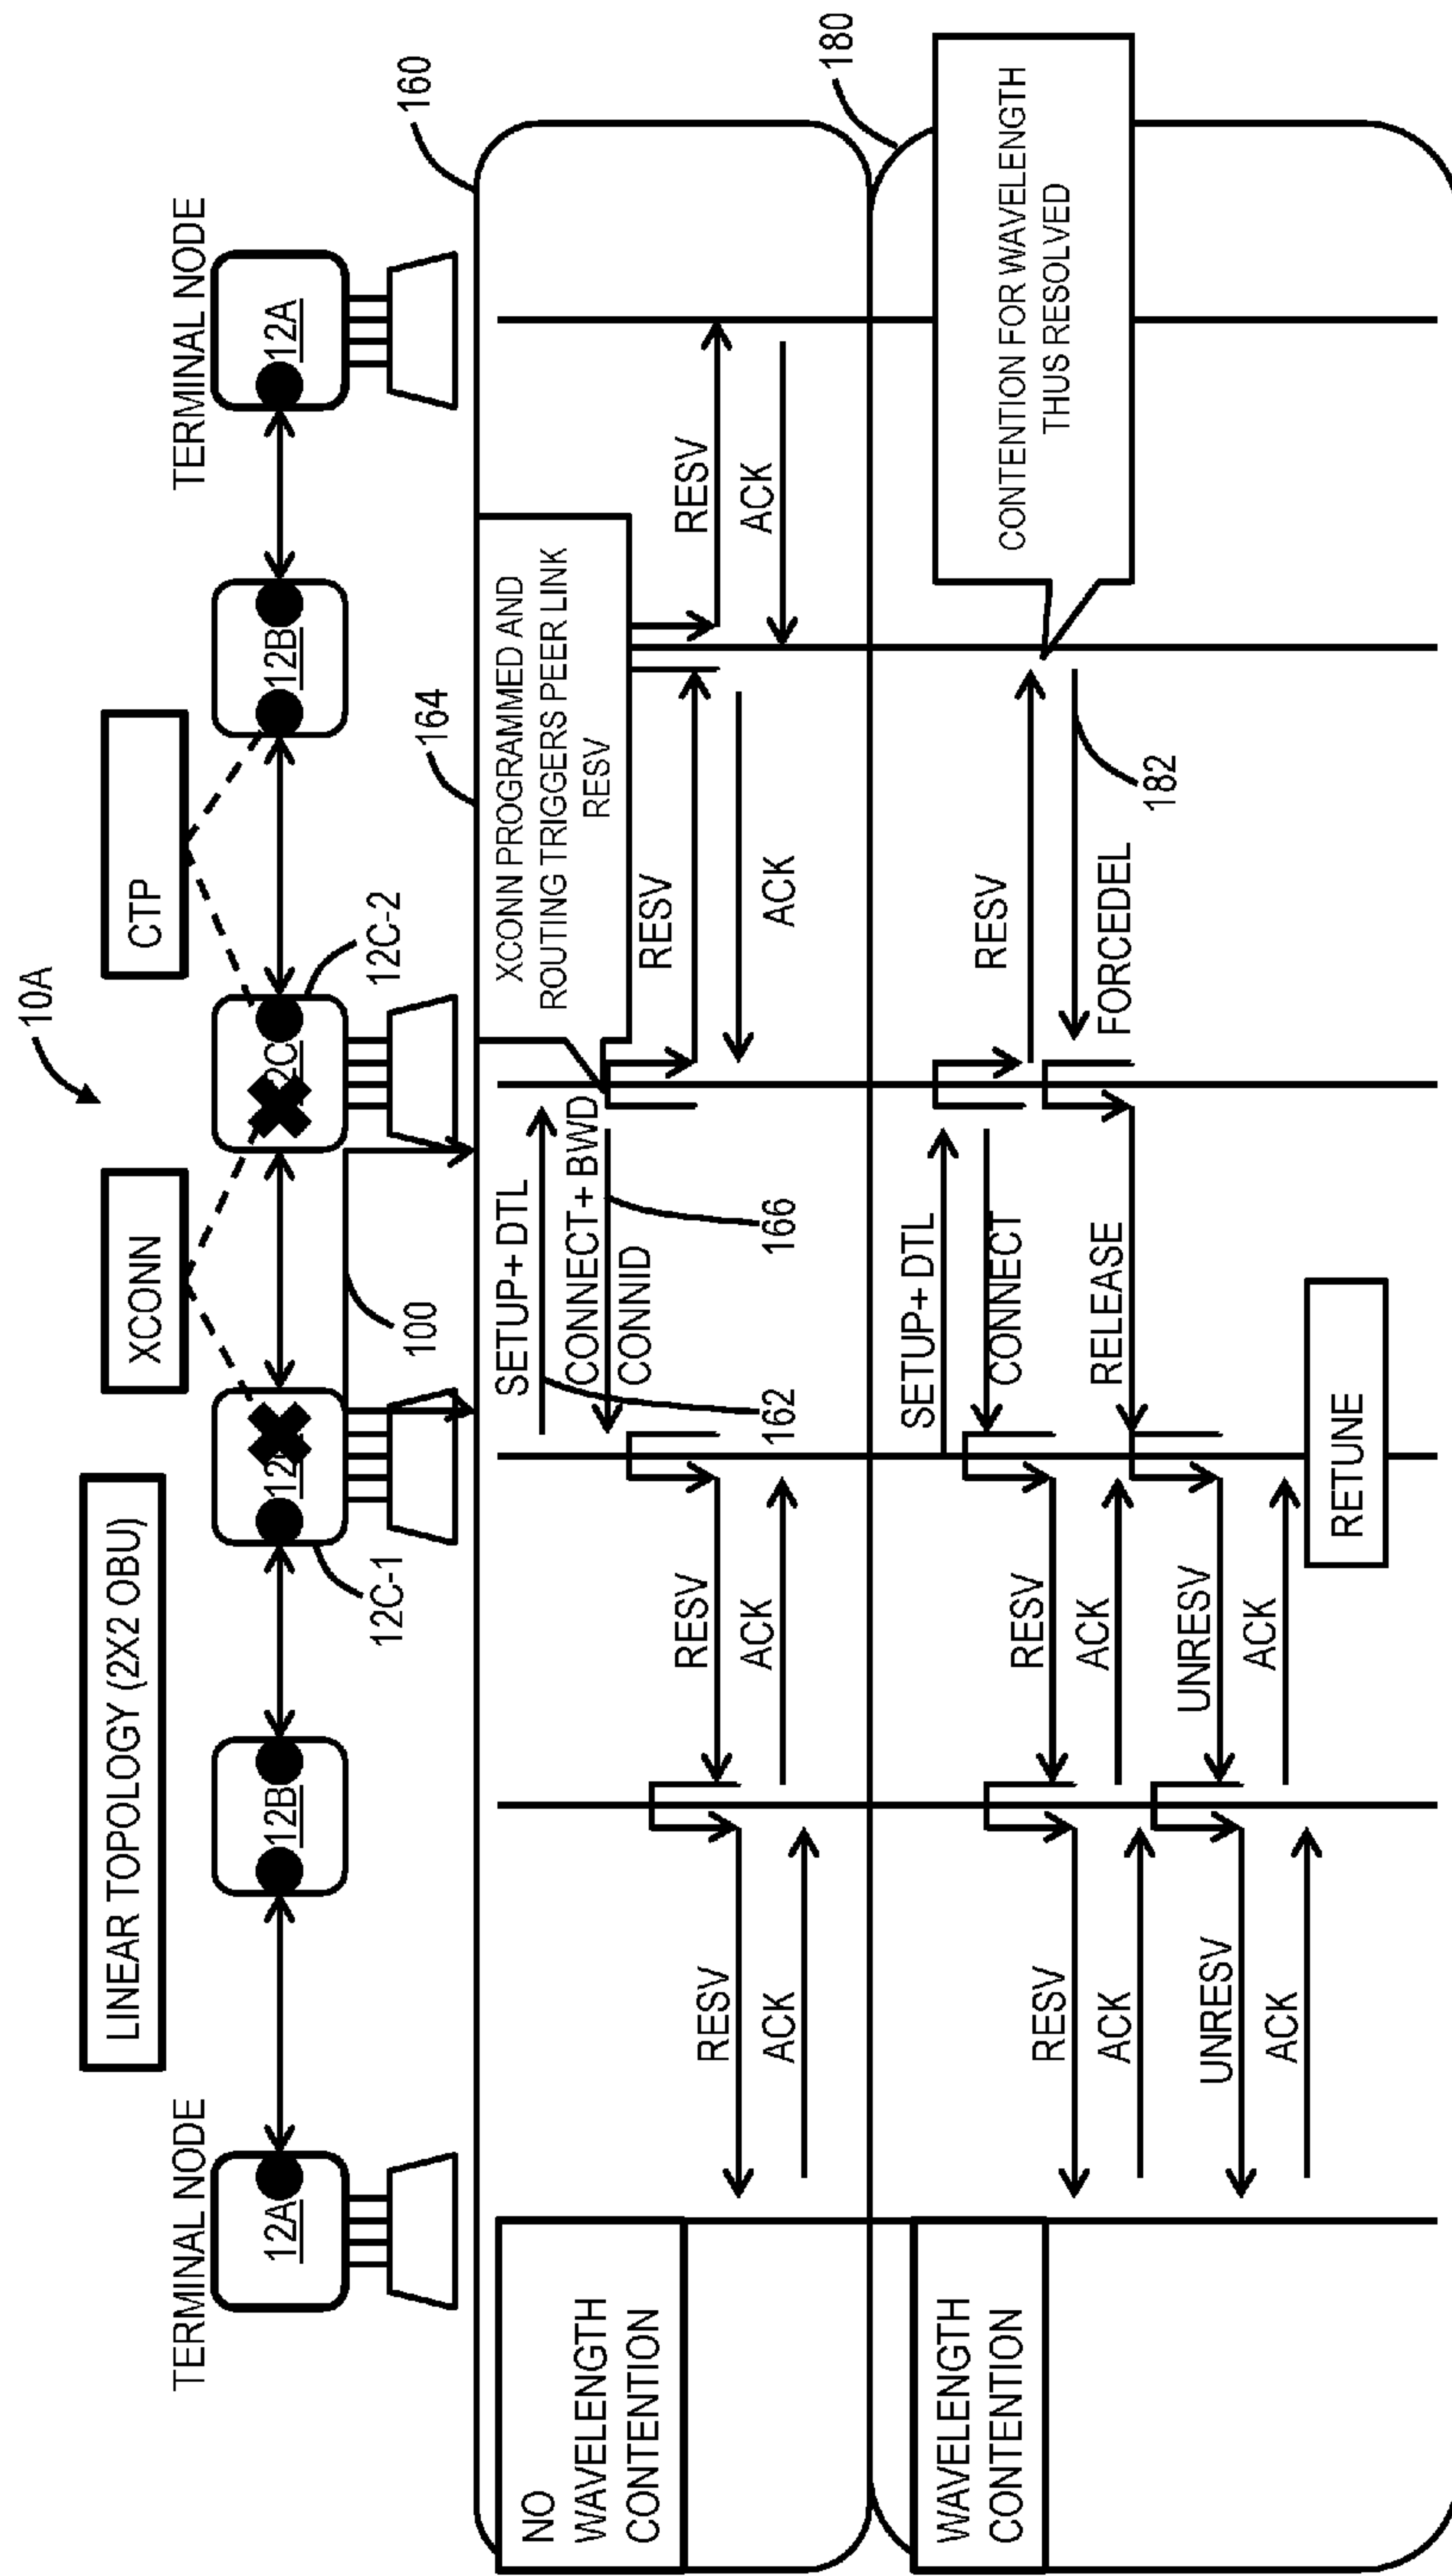 10A
LINEAR TOPOLOGY (2X2 OBU)
XCONN
CTP
TERMINAL NODE
TERMINAL NODE
12A
12B
12C
2C
12B
12A
12C-1
12C-2
100
160
164
NO
WAVELENGTH
CONTENTION
XCONN PROGRAMMED AND
ROUTING TRIGGERS PEER LINK
RESV
SETUP+ DTL
162
CONNECT+ BWD
CONNID
166
RESV
ACK
RESV
ACK
RESV
ACK
RESV
ACK
180
WAVELENGTH
CONTENTION
SETUP+ DTL
CONNECT
RESV
FORCEDEL
182
CONTENTION FOR WAVELENGTH
THUS RESOLVED
RESV
ACK
RESV
ACK
RELEASE
UNRESV
ACK
UNRESV
ACK
RETUNE